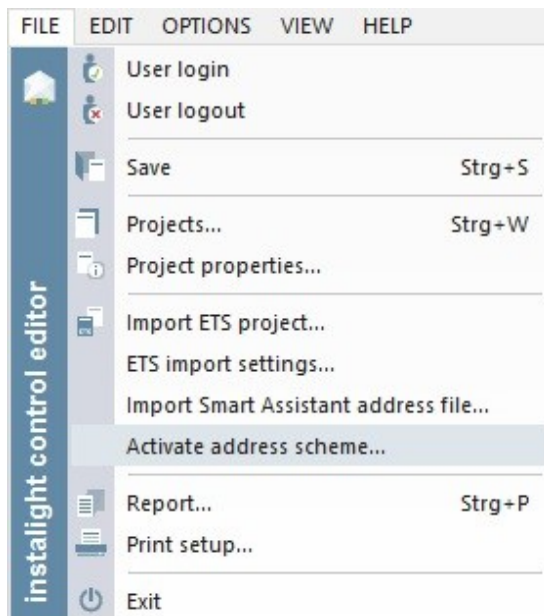 FILE EDIT OPTIONS VIEW HELP
User login
User logout
Save Strg+S
Projects... Strg+W
Project properties...
Import ETS project...
ETS import settings...
Import Smart Assistant address file...
Activate address scheme...
Report... Strg+P
Print setup...
Exit
instalight control editor